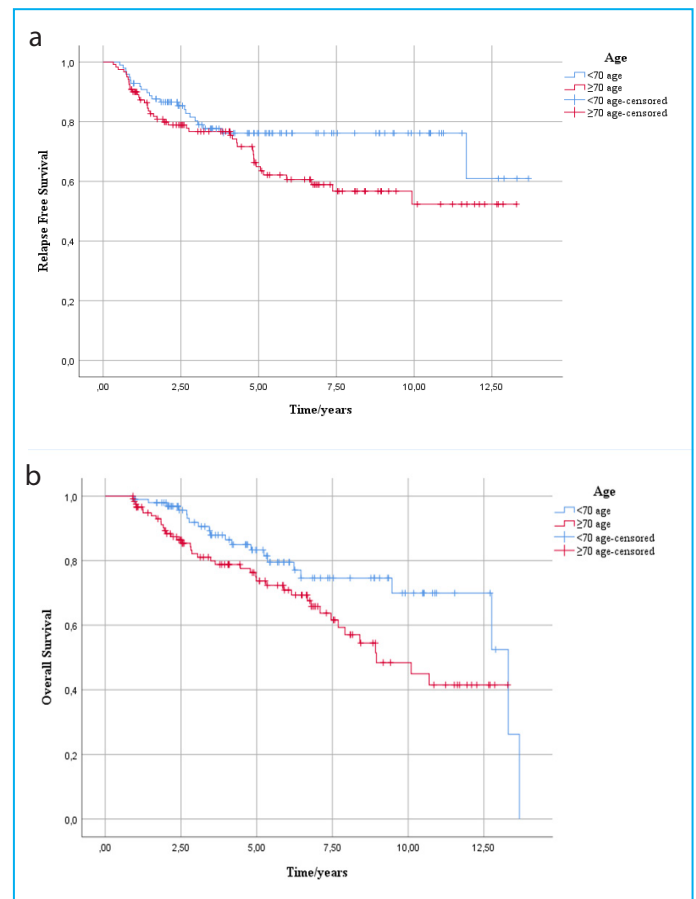 a
Age
<70 age
≥70 age
<70 age-censored
≥70 age-censored
1,0
0,8
0,6
0,4
0,2
0,0
Relapse Free Survival
,00 2,50 5,00 7,50 10,00 12,50
Time/years
b
Age
<70 age
≥70 age
<70 age-censored
≥70 age-censored
1,0
0,8
0,6
0,4
0,2
0,0
Overall Survival
,00 2,50 5,00 7,50 10,00 12,50
Time/years